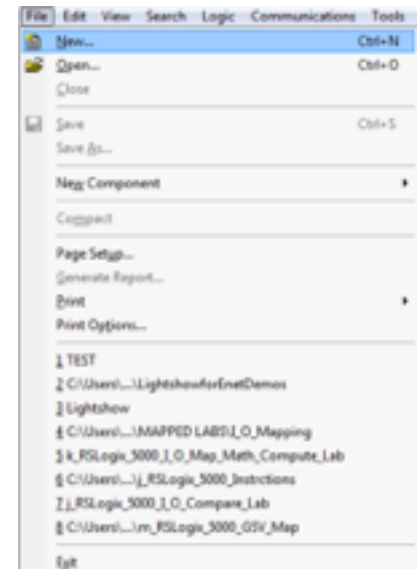 File Edit View Search Logic Communications Tools
New... Ctrl+N
Open... Ctrl+O
Close
Save Ctrl+S
Save As...
New Component
Compact
Page Setup...
Generate Report...
Print
Print Options...
1 TEST
2 C:\Users\...\LightshowforEnetDemos
3 Lightshow
4 C:\Users\...\MAPPED LABS\I_O_Mapping
5 k_RSLogix_5000_I_O_Map_Math_Compute_Lab
6 C:\Users\...\j_RSLogix_5000_Instrctions
7 j_RSLogix_5000_I_O_Compare_Lab
8 C:\Users\...\m_RSLogix_5000_GSV_Map
Exit